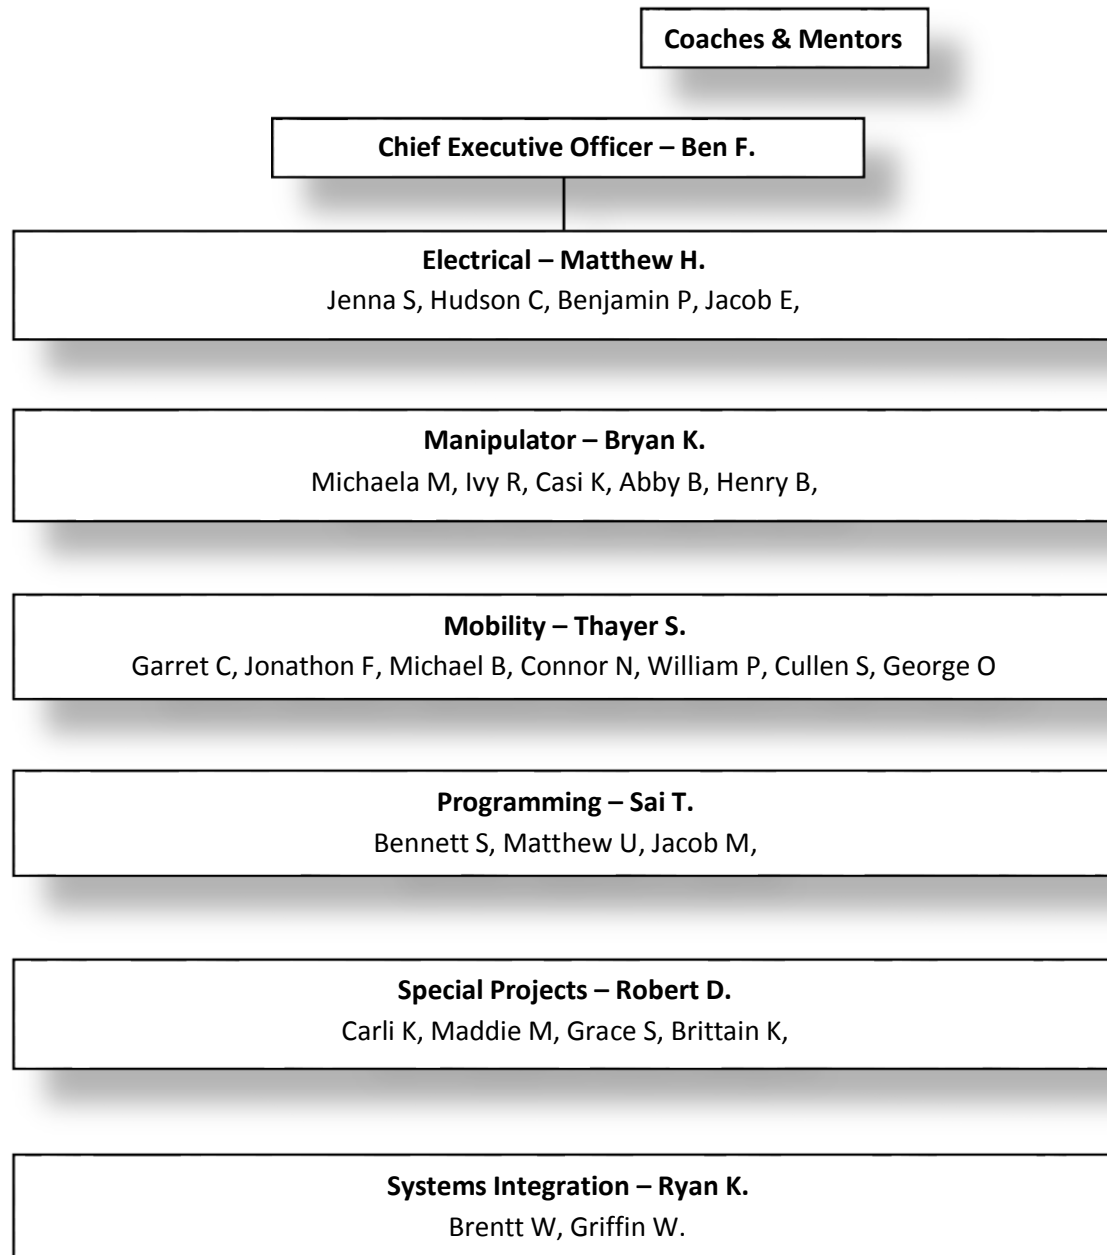 Coaches & Mentors
Chief Executive Officer – Ben F.
Electrical – Matthew H.
Jenna S, Hudson C, Benjamin P, Jacob E,
Manipulator – Bryan K.
Michaela M, Ivy R, Casi K, Abby B, Henry B,
Mobility – Thayer S.
Garret C, Jonathon F, Michael B, Connor N, William P, Cullen S, George O
Programming – Sai T.
Bennett S, Matthew U, Jacob M,
Special Projects – Robert D.
Carli K, Maddie M, Grace S, Brittain K,
Systems Integration – Ryan K.
Brentt W, Griffin W.